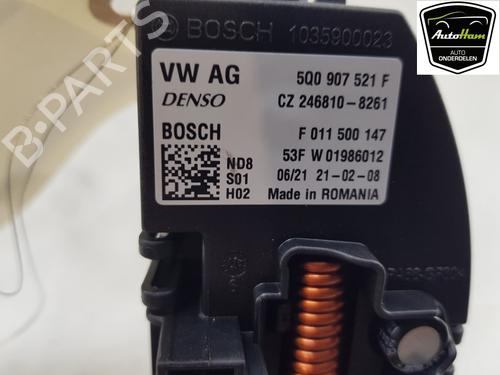 BOSCH 1035900023
AutoHam
AUTO
ONDERDELEN
B-PARTS
VW AG 5Q0 907 521 F
DENSO CZ 246810-8261
BOSCH F 011 500 147
ND8 53F W 01986012
S01 06/21 21-02-08
H02 Made in ROMANIA